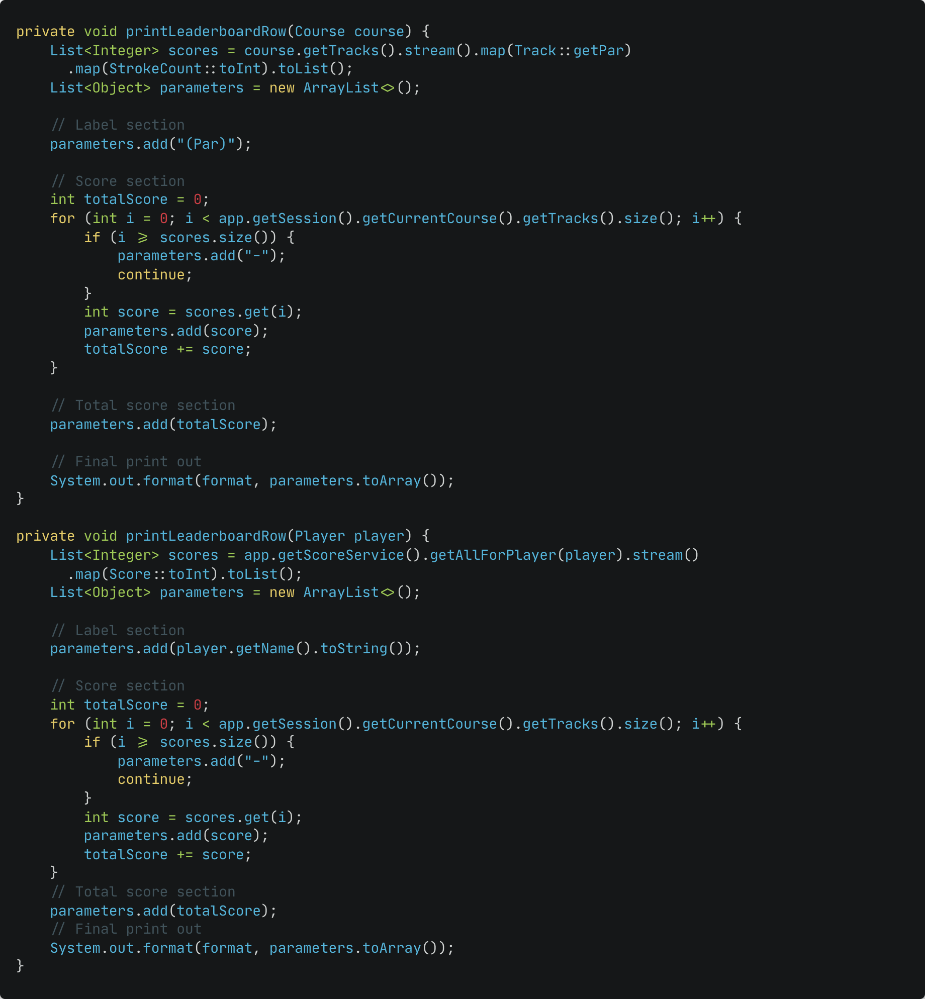 private void printLeaderboardRow(Course course) {
    List<Integer> scores = course.getTracks().stream().map(Track::getPar)
      .map(StrokeCount::toInt).toList();
    List<Object> parameters = new ArrayList<>();

    // Label section
    parameters.add("(Par)");

    // Score section
    int totalScore = 0;
    for (int i = 0; i < app.getSession().getCurrentCourse().getTracks().size(); i++) {
        if (i >= scores.size()) {
            parameters.add("-");
            continue;
        }
        int score = scores.get(i);
        parameters.add(score);
        totalScore += score;
    }

    // Total score section
    parameters.add(totalScore);

    // Final print out
    System.out.format(format, parameters.toArray());
}

private void printLeaderboardRow(Player player) {
    List<Integer> scores = app.getScoreService().getAllForPlayer(player).stream()
      .map(Score::toInt).toList();
    List<Object> parameters = new ArrayList<>();

    // Label section
    parameters.add(player.getName().toString());

    // Score section
    int totalScore = 0;
    for (int i = 0; i < app.getSession().getCurrentCourse().getTracks().size(); i++) {
        if (i >= scores.size()) {
            parameters.add("-");
            continue;
        }
        int score = scores.get(i);
        parameters.add(score);
        totalScore += score;
    }
    // Total score section
    parameters.add(totalScore);
    // Final print out
    System.out.format(format, parameters.toArray());
}